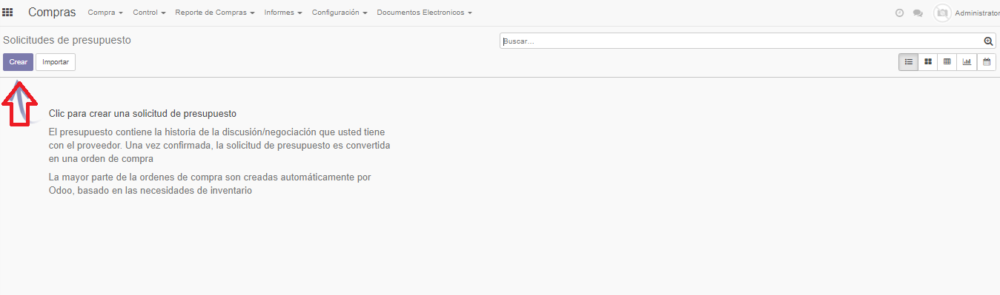 Compras Compra Control Reporte de Compras Informes Configuración Documentos Electronicos Administrator
Solicitudes de presupuesto
Buscar...
Crear Importar
Clic para crear una solicitud de presupuesto
El presupuesto contiene la historia de la discusión/negociación que usted tiene
con el proveedor. Una vez confirmada, la solicitud de presupuesto es convertida
en una orden de compra
La mayor parte de la ordenes de compra son creadas automáticamente por
Odoo, basado en las necesidades de inventario